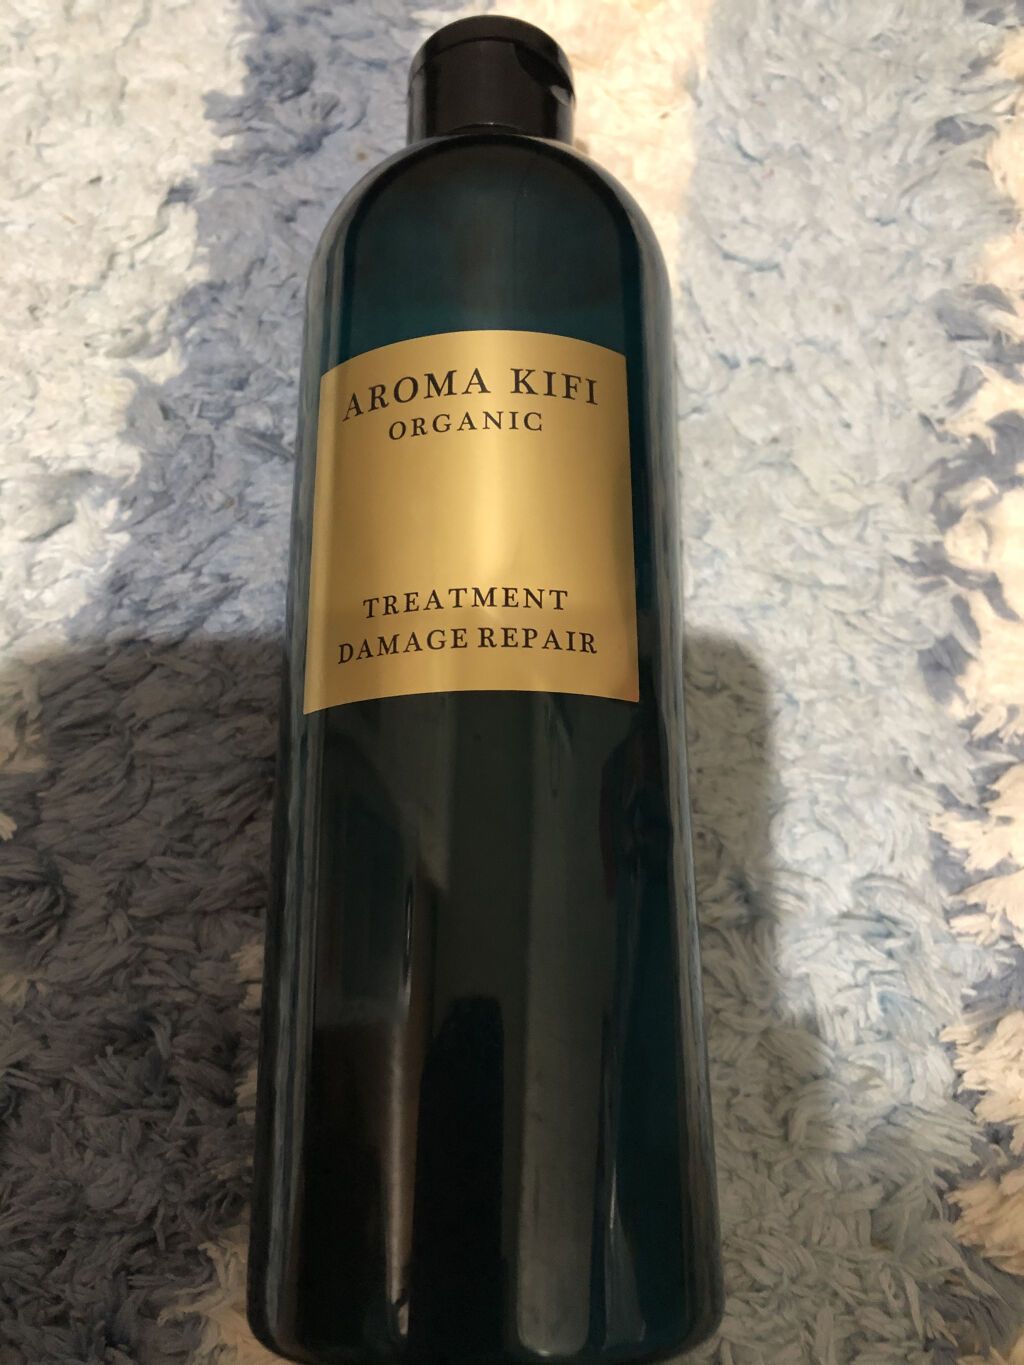 AROMA KIFI
ORGANIC
TREATMENT
DAMAGE REPAIR